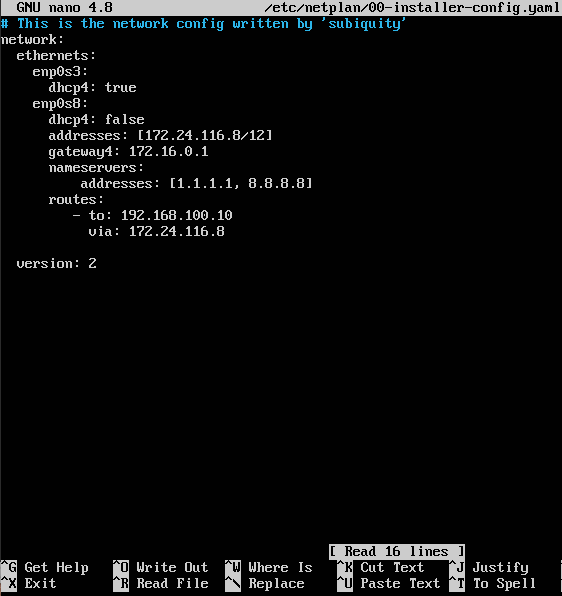 GNU nano 4.8 /etc/netplan/00-installer-config.yaml
# This is the network config written by 'subiquity'
network:
  ethernets:
    enp0s3:
      dhcp4: true
    enp0s8:
      dhcp4: false
      addresses: [172.24.116.8/12]
      gateway4: 172.16.0.1
      nameservers:
          addresses: [1.1.1.1, 8.8.8.8]
      routes:
         - to: 192.168.100.10
           via: 172.24.116.8
  version: 2
[ Read 16 lines ]
^G Get Help ^O Write Out ^W Where Is ^K Cut Text ^J Justify
^X Exit ^R Read File ^\ Replace ^U Paste Text ^T To Spell